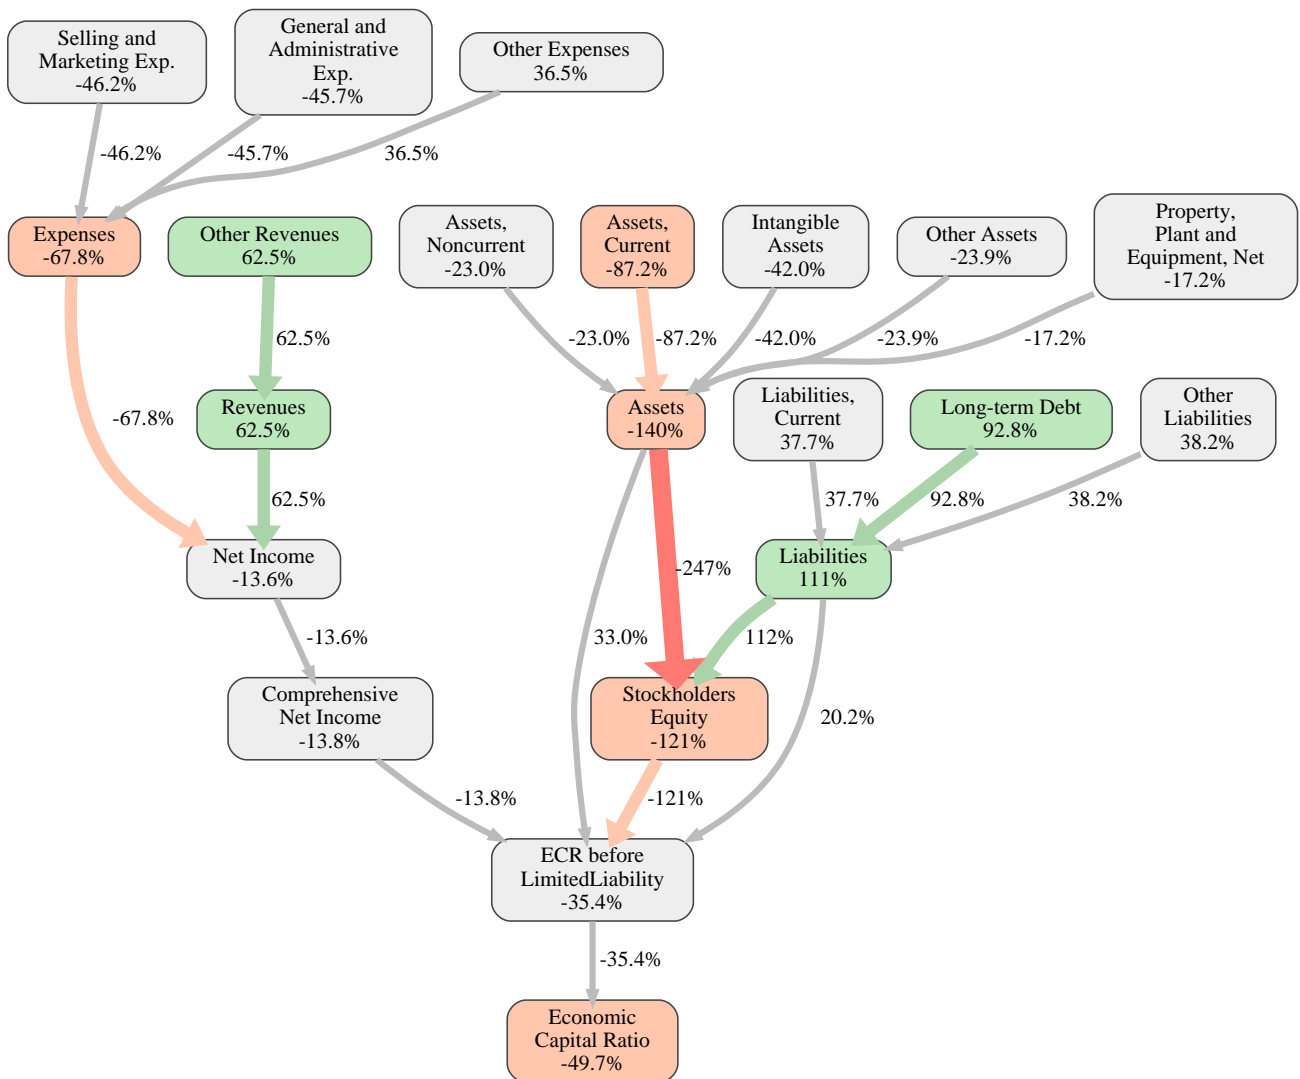 Selling and
Marketing Exp.
-46.2%
General and
Administrative
Exp.
-45.7%
Other Expenses
36.5%
-46.2%
-45.7%
36.5%
Expenses
-67.8%
Other Revenues
62.5%
Assets,
Noncurrent
-23.0%
Assets,
Current
-87.2%
Intangible
Assets
-42.0%
Other Assets
-23.9%
Property,
Plant and
Equipment, Net
-17.2%
62.5%
-23.0%
-87.2%
-42.0%
-23.9%
-17.2%
-67.8%
Revenues
62.5%
Assets
-140%
Liabilities,
Current
37.7%
Long-term Debt
92.8%
Other
Liabilities
38.2%
62.5%
37.7%
92.8%
38.2%
Net Income
-13.6%
-247%
Liabilities
111%
-13.6%
33.0%
112%
20.2%
Comprehensive
Net Income
-13.8%
Stockholders
Equity
-121%
-13.8%
-121%
ECR before
LimitedLiability
-35.4%
-35.4%
Economic
Capital Ratio
-49.7%